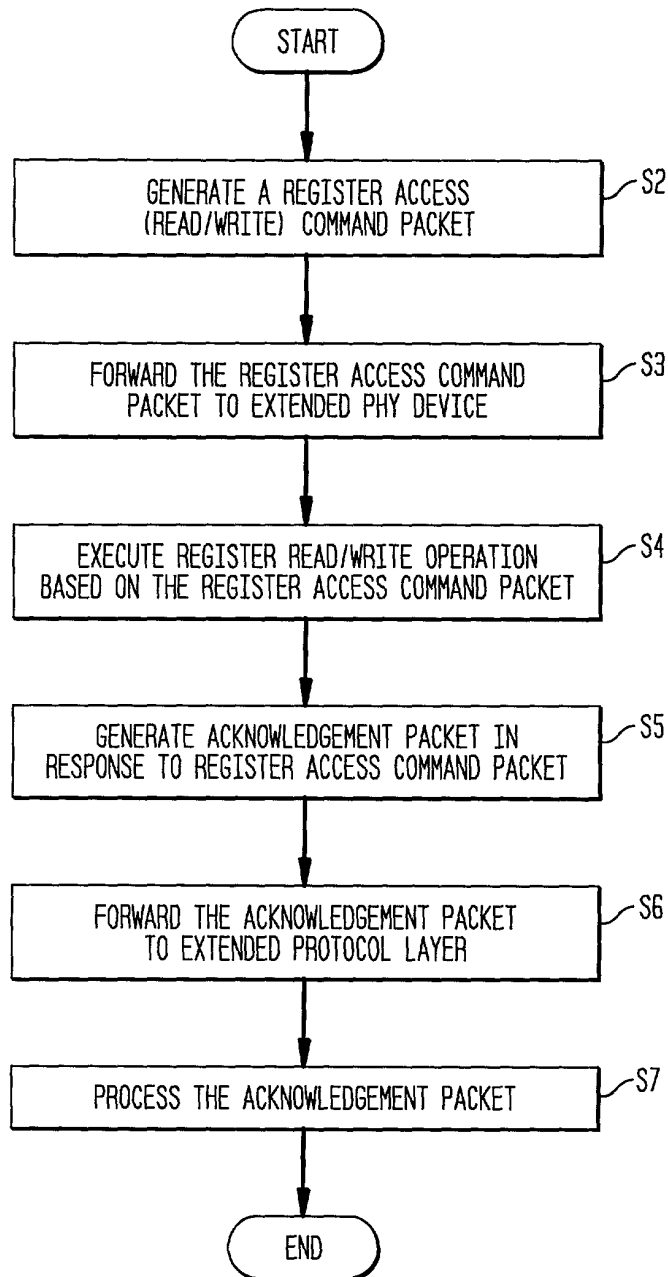 START
GENERATE A REGISTER ACCESS
(READ/WRITE) COMMAND PACKET
S2
FORWARD THE REGISTER ACCESS COMMAND
PACKET TO EXTENDED PHY DEVICE
S3
EXECUTE REGISTER READ/WRITE OPERATION
BASED ON THE REGISTER ACCESS COMMAND PACKET
S4
GENERATE ACKNOWLEDGEMENT PACKET IN
RESPONSE TO REGISTER ACCESS COMMAND PACKET
S5
FORWARD THE ACKNOWLEDGEMENT PACKET
TO EXTENDED PROTOCOL LAYER
S6
PROCESS THE ACKNOWLEDGEMENT PACKET
S7
END